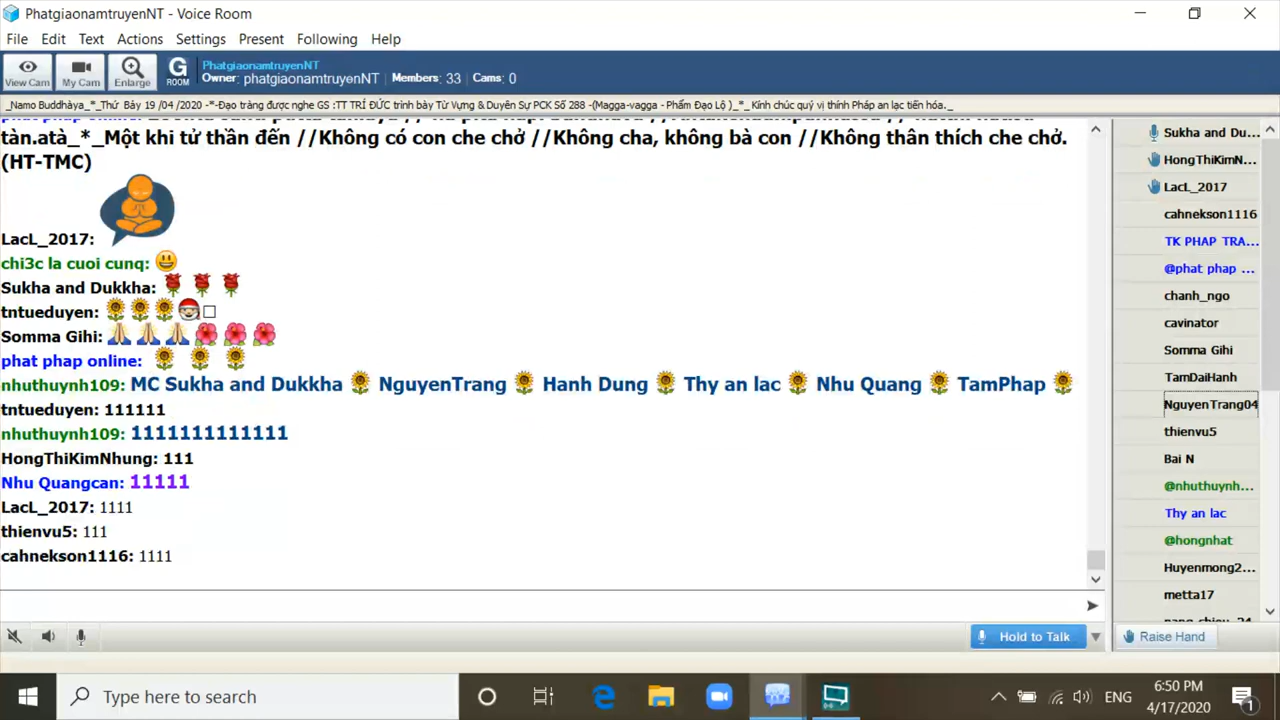 PhatgiaonamtruyenNT - Voice Room
File Edit Text Actions Settings Present Following Help
View Cam My Cam Enlarge G ROOM PhatgiaonamtruyenNT
Owner: phatgiaonamtruyenNT Members: 33 Cams: 0
_Namo Buddhàya_*_Thứ Bảy 19 /04 /2020 -*-Đạo tràng được nghe GS :TT TRÍ ĐỨC trình bày Từ Vựng & Duyên Sự PCK Số 288 -(Magga-vagga - Phẩm Đạo Lộ )_*_ Kính chúc quý vị thính Pháp an lạc tiến hóa._
tàn.atà_*_Một khi tử thần đến //Không có con che chở //Không cha, không bà con //Không thân thích che chở.
(HT-TMC)
LacL_2017:
chi3c la cuoi cunq: 😃
Sukha and Dukkha: 🌹 🌹 🌹
tntueduyen: 🌻🌻🌻🎅□
Somma Gihi: 🙏🙏🙏🌺🌺🌺
phat phap online: 🌻 🌻 🌻
nhuthuynh109: MC Sukha and Dukkha 🌻 NguyenTrang 🌻 Hanh Dung 🌻 Thy an lac 🌻 Nhu Quang 🌻 TamPhap 🌻
tntueduyen: 111111
nhuthuynh109: 1111111111111
HongThiKimNhung: 111
Nhu Quangcan: 11111
LacL_2017: 1111
thienvu5: 111
cahnekson1116: 1111
Sukha and Du...
HongThiKimN...
LacL_2017
cahnekson1116
TK PHAP TRA...
@phat phap ...
chanh_ngo
cavinator
Somma Gihi
TamDaiHanh
NguyenTrang04
thienvu5
Bai N
@nhuthuynh...
Thy an lac
@hongnhat
Huyenmong2...
metta17
Hold to Talk
Raise Hand
Type here to search
ENG
6:50 PM
4/17/2020
1